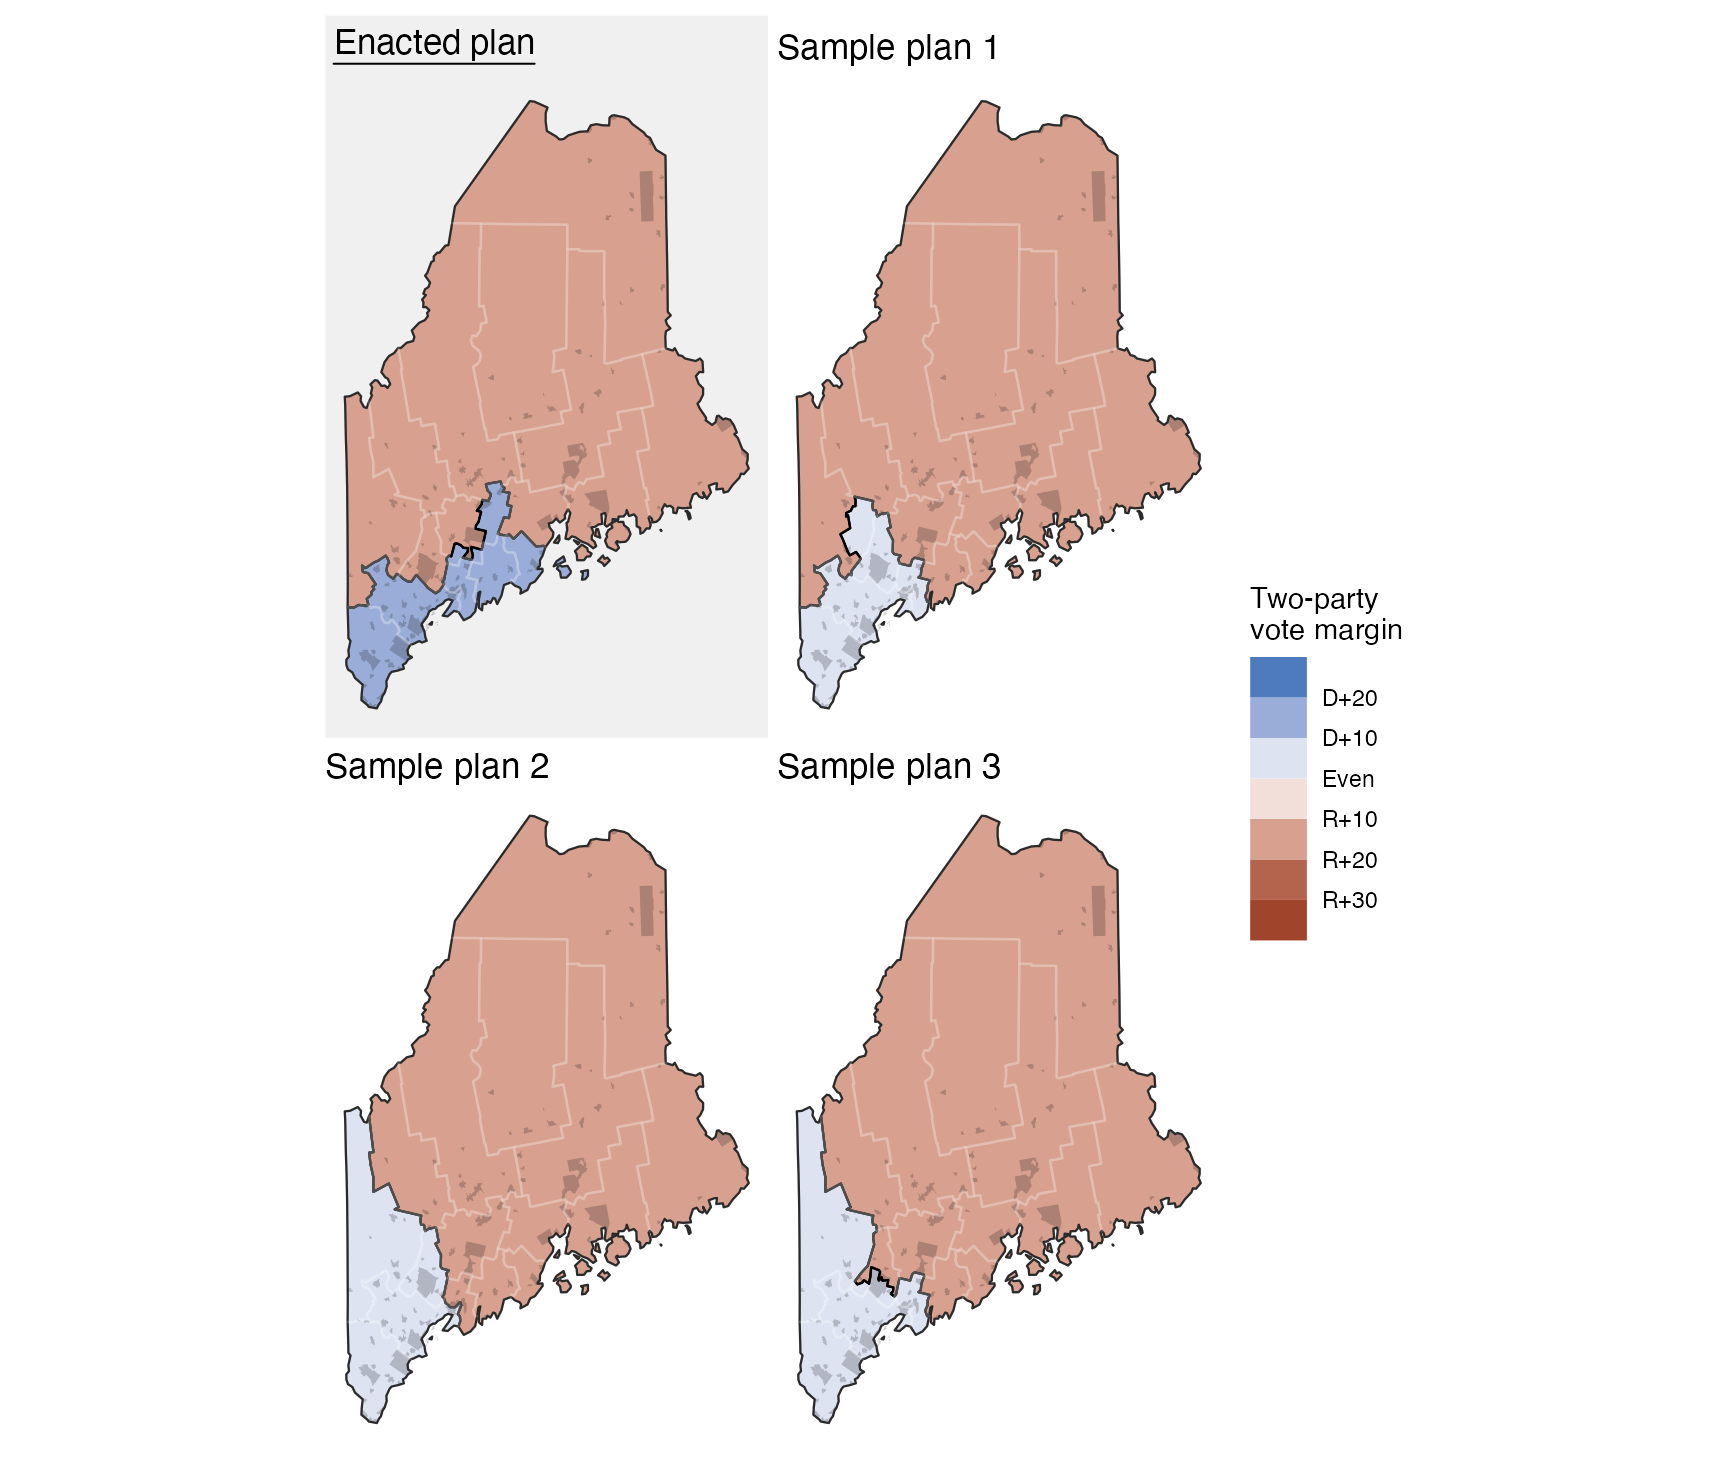 Enacted plan
Sample plan 1
Sample plan 2
Sample plan 3
Two-party
vote margin
D+20
D+10
Even
R+10
R+20
R+30